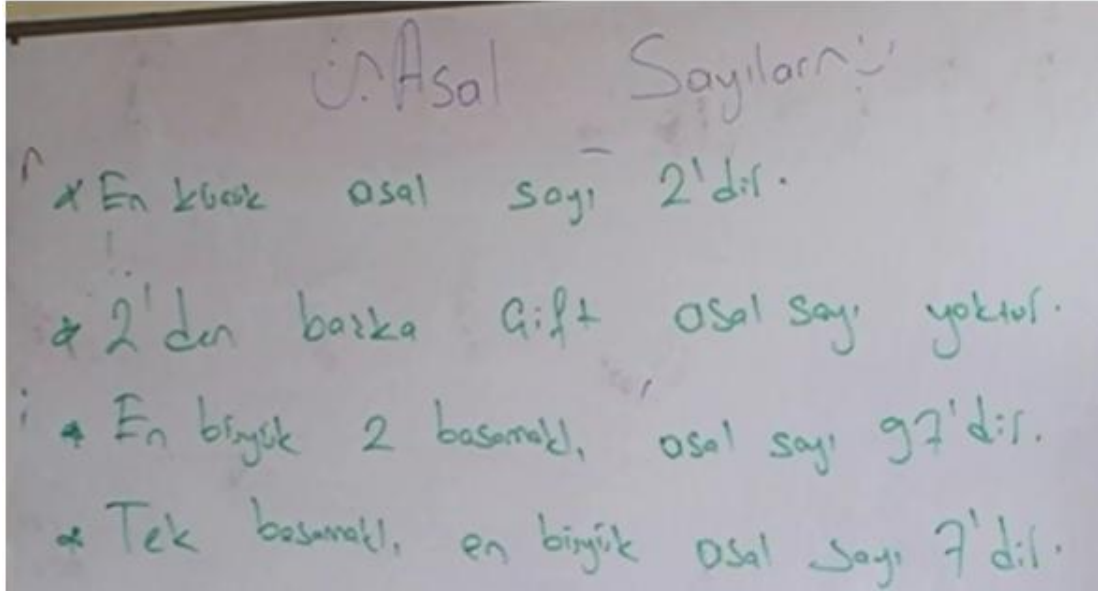 Asal Sayılar
* En küçük asal sayı 2'dir.
* 2'den başka çift asal sayı yoktur.
* En büyük 2 basamaklı asal sayı 97'dir.
* Tek basamaklı en büyük asal sayı 7'dir.